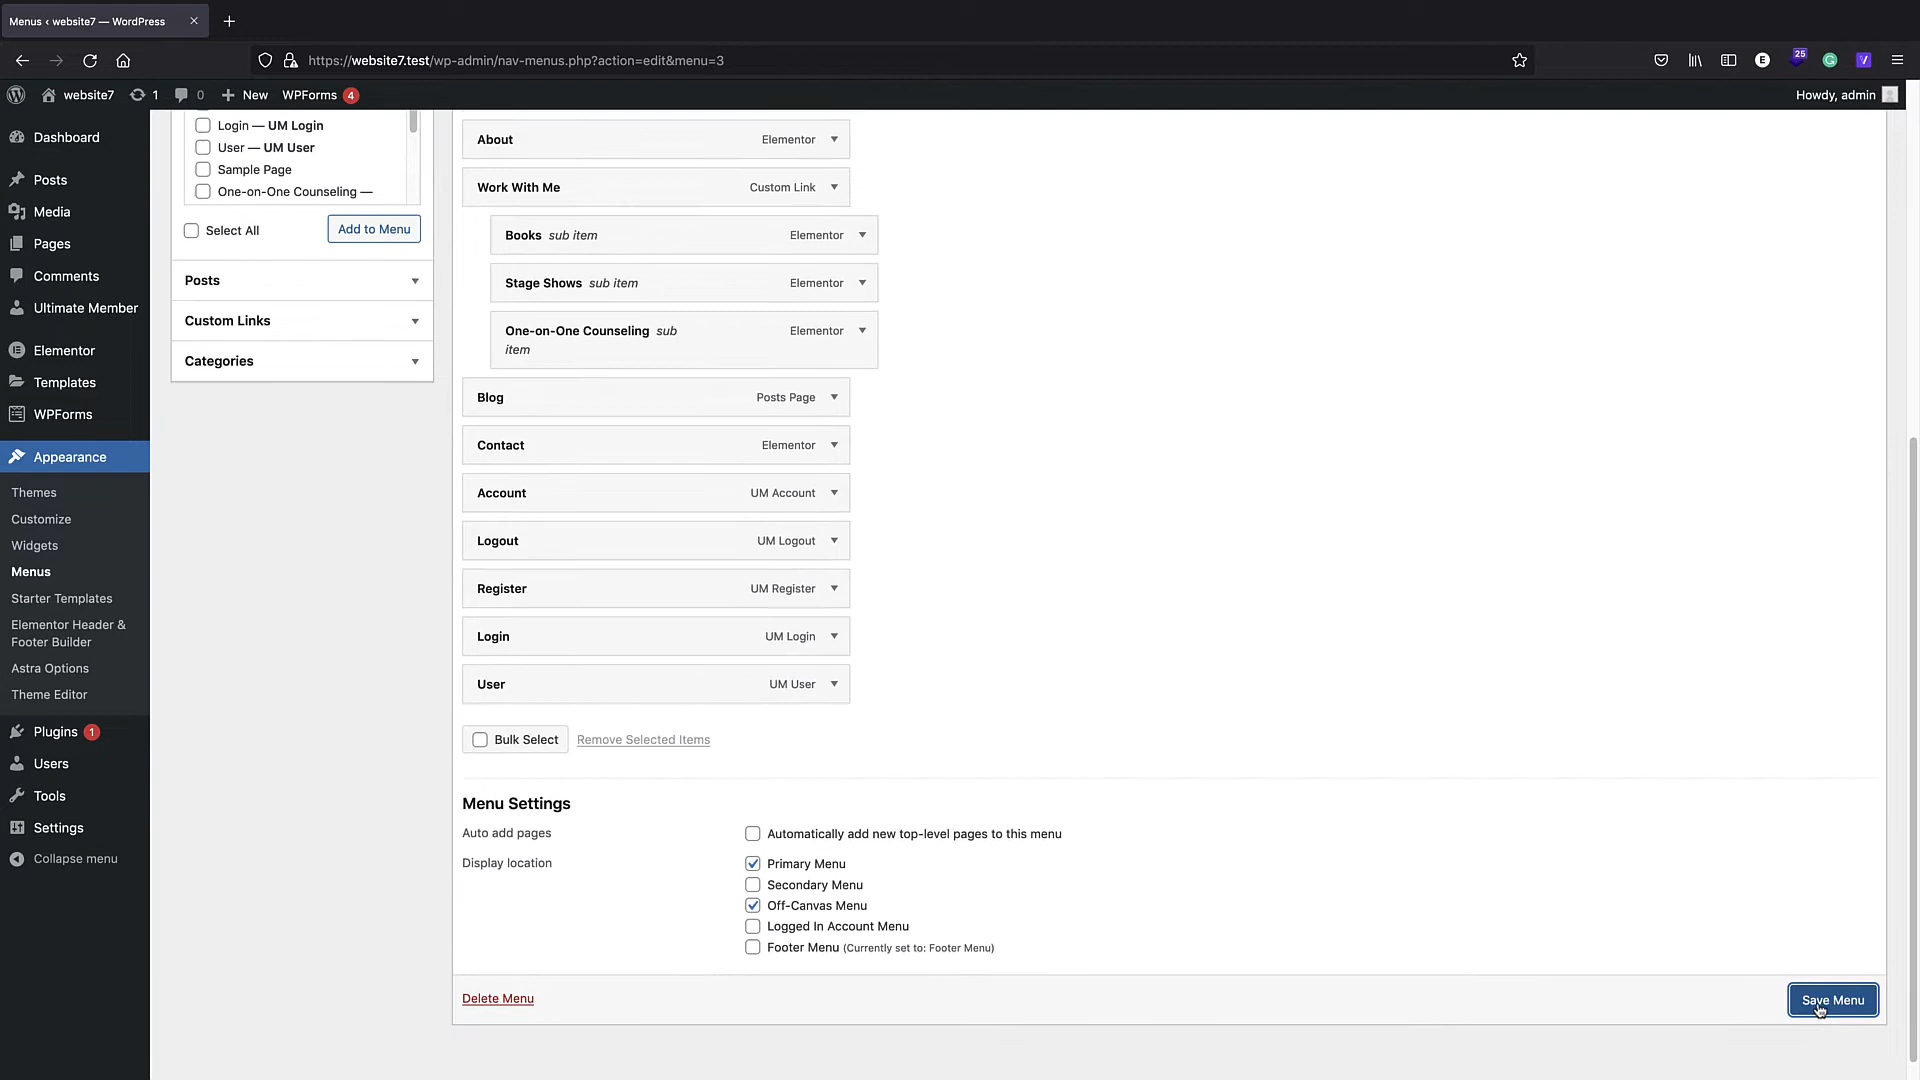 Menus ‹ website7 — WordPress
https://website7.test/wp-admin/nav-menus.php?action=edit&menu=3
25
E
G
V
website7
1
0
New
WPForms 4
Howdy, admin
Dashboard
Posts
Media
Pages
Comments
Ultimate Member
Elementor
Templates
WPForms
Appearance
Themes
Customize
Widgets
Menus
Starter Templates
Elementor Header &
Footer Builder
Astra Options
Theme Editor
Plugins 1
Users
Tools
Settings
Collapse menu
Login — UM Login
User — UM User
Sample Page
One-on-One Counseling —
Select All
Add to Menu
Posts
Custom Links
Categories
About Elementor
Work With Me Custom Link
Books sub item Elementor
Stage Shows sub item Elementor
One-on-One Counseling sub Elementor
item
Blog Posts Page
Contact Elementor
Account UM Account
Logout UM Logout
Register UM Register
Login UM Login
User UM User
Bulk Select Remove Selected Items
Menu Settings
Auto add pages Automatically add new top-level pages to this menu
Display location Primary Menu
Secondary Menu
Off-Canvas Menu
Logged In Account Menu
Footer Menu (Currently set to: Footer Menu)
Delete Menu
Save Menu